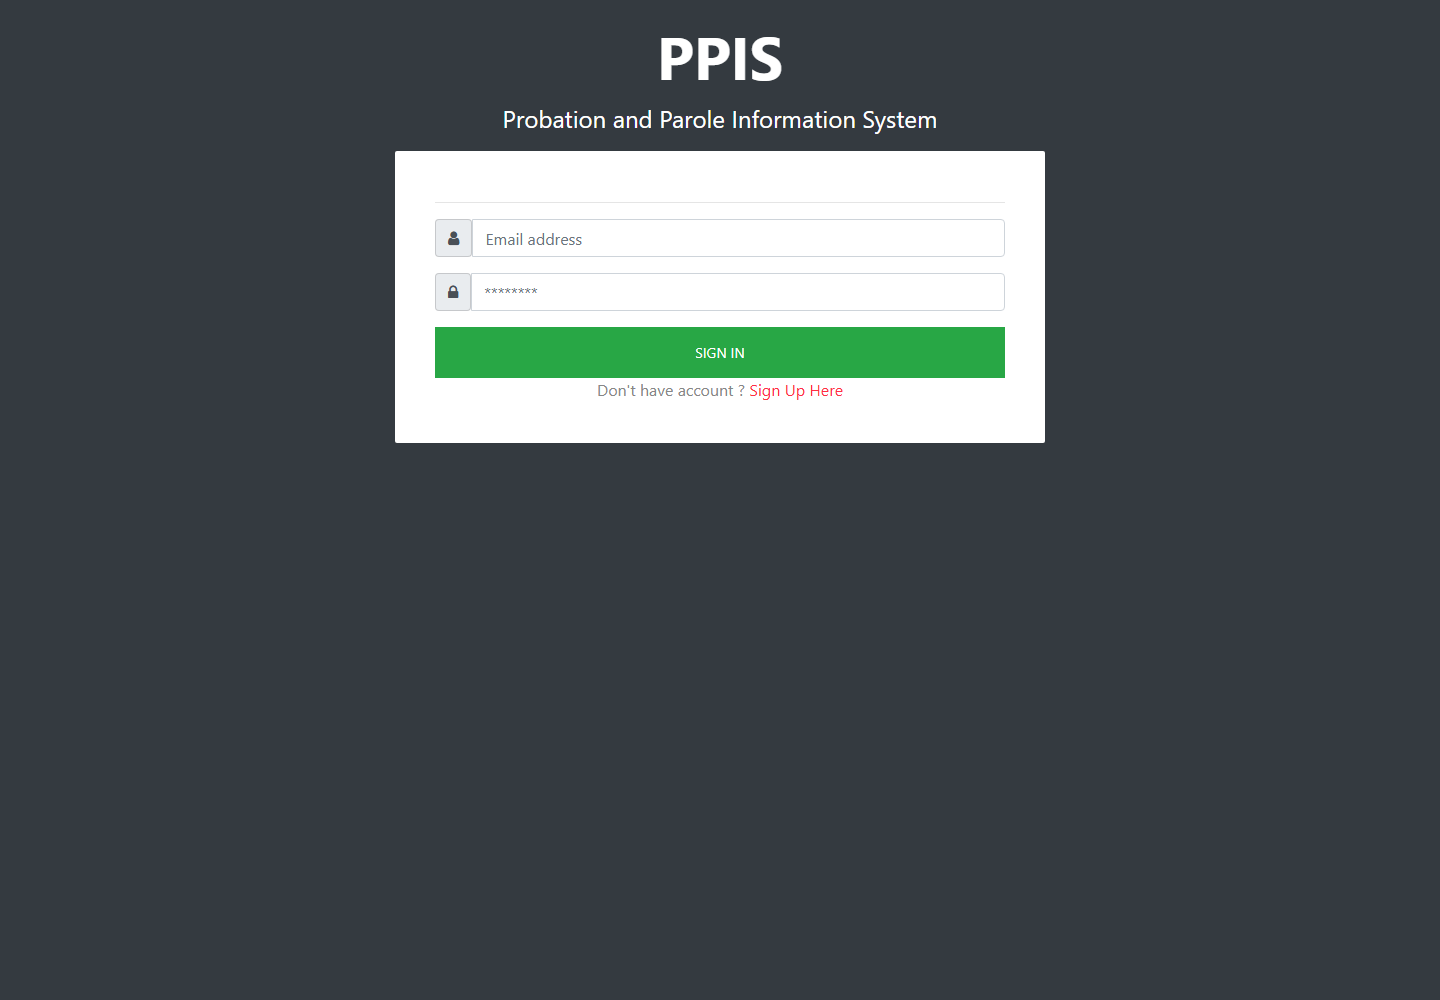 PPIS
Probation and Parole Information System
Email address
********
SIGN IN
Don't have account ? Sign Up Here